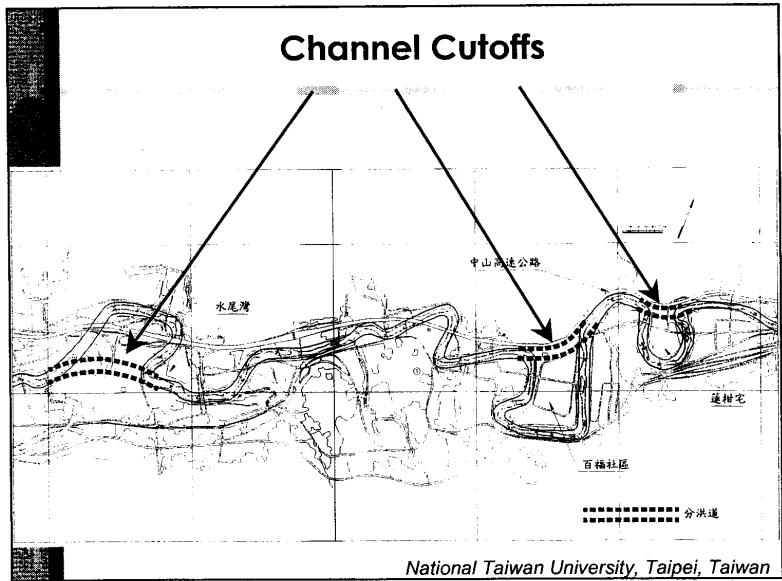 Channel Cutoffs
中山高速公路
水尾灣
蓮柑宅
百福社區
分洪道
National Taiwan University, Taipei, Taiwan